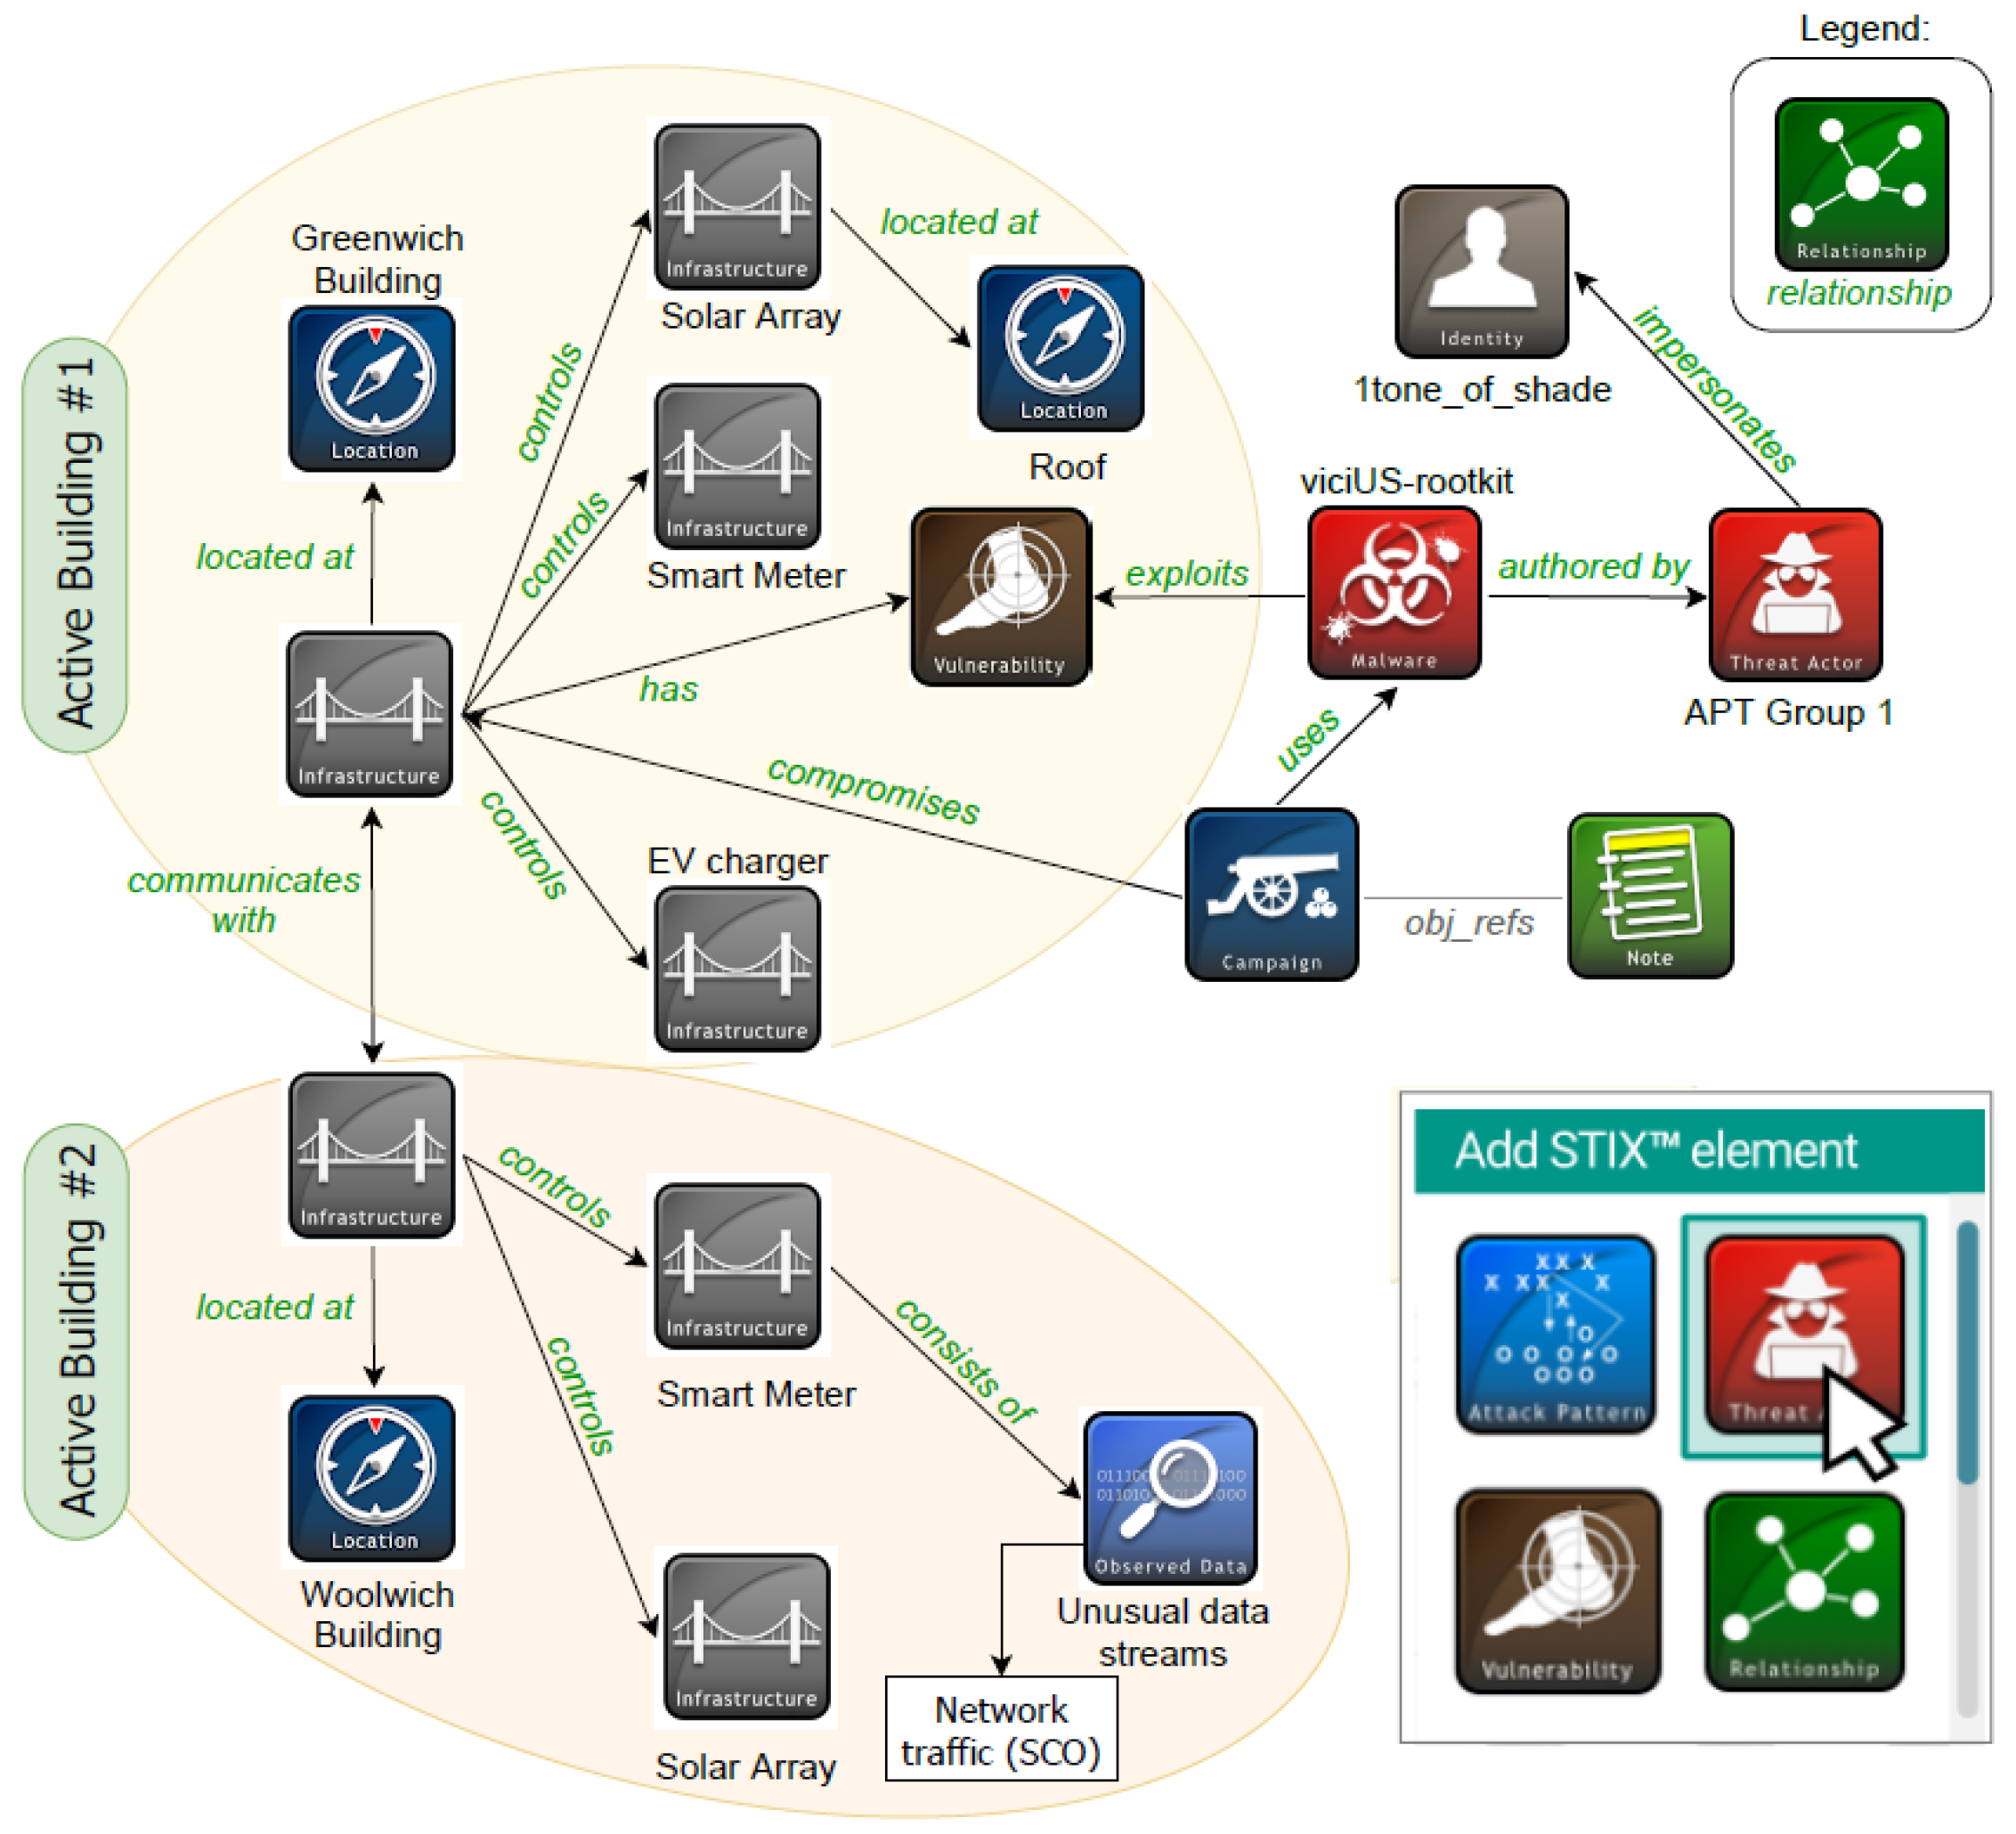 Legend:
Relationship
relationship
Active Building #1
Greenwich
Building
Location
located at
Infrastructure
controls
Infrastructure
Solar Array
located at
Location
Roof
controls
Infrastructure
Smart Meter
has
Vulnerability
exploits
viciUS-rootkit
Malware
authored by
Threat Actor
APT Group 1
impersonates
Identity
1tone_of_shade
uses
compromises
Campaign
obj_refs
Note
controls
EV charger
Infrastructure
communicates
with
Active Building #2
Infrastructure
located at
Location
Woolwich
Building
controls
Infrastructure
Smart Meter
controls
Infrastructure
Solar Array
consists of
Observed Data
Unusual data
streams
Network
traffic (SCO)
Add STIX™ element
Attack Pattern
Threat
Vulnerability
Relationship